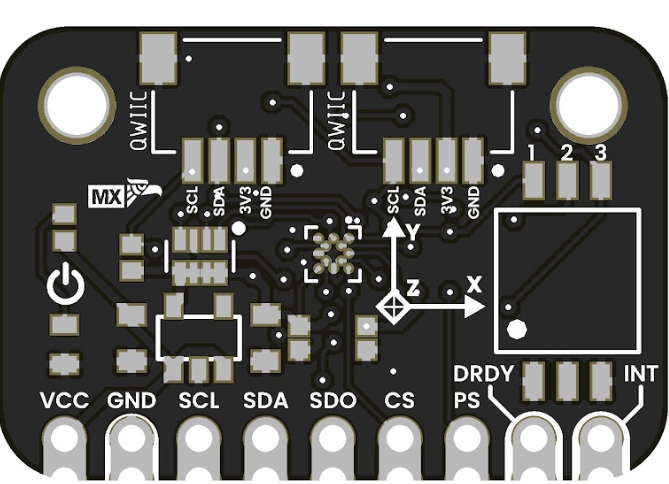 QWIIC
QWIIC
SCL
SDA
3V3
GND
SCL
SDA
3V3
GND
1 2 3
MX
Y
Z
X
DRDY
INT
VCC GND SCL SDA SDO CS PS